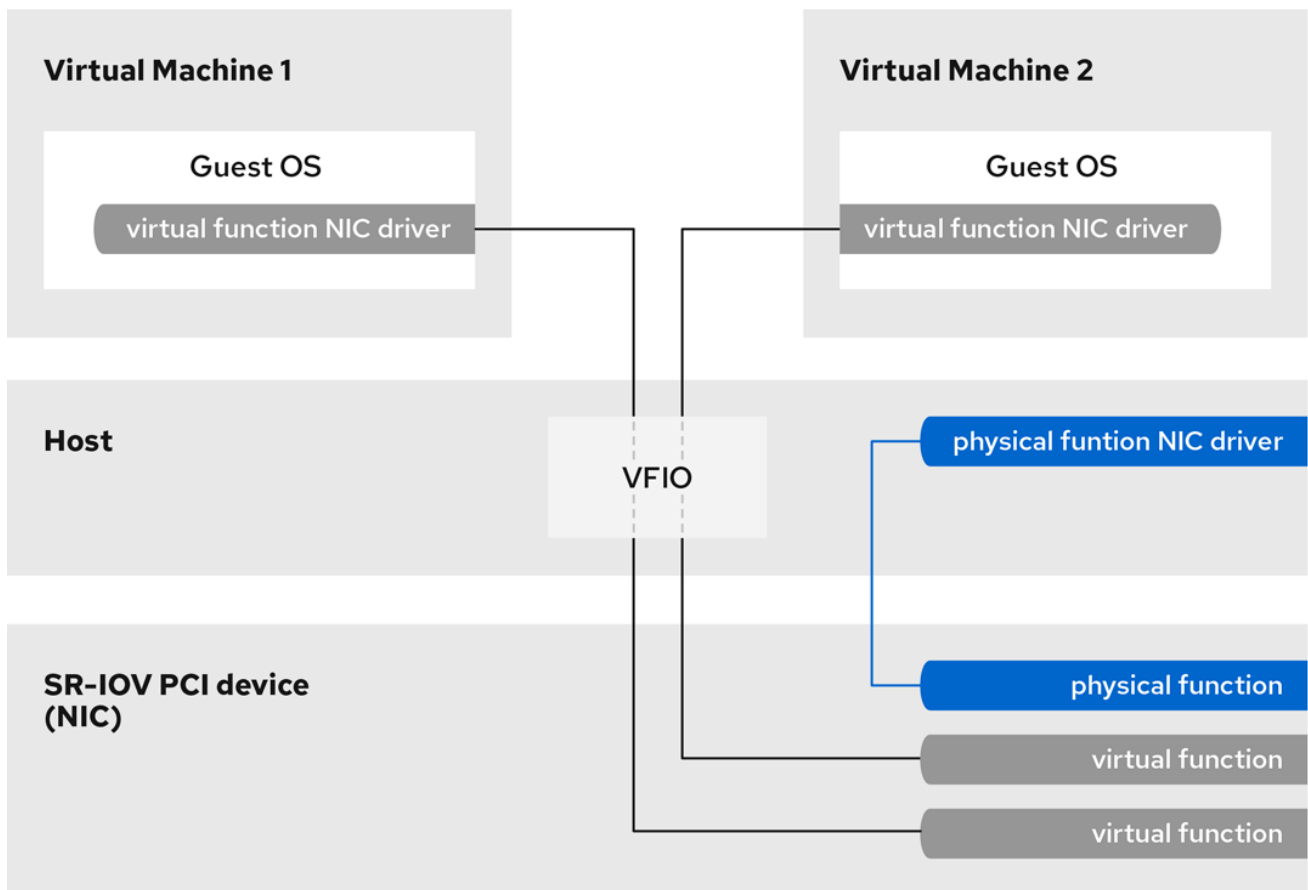 Virtual Machine 1
Guest OS
virtual function NIC driver
Virtual Machine 2
Guest OS
virtual function NIC driver
Host
VFIO
physical funtion NIC driver
SR-IOV PCI device
(NIC)
physical function
virtual function
virtual function